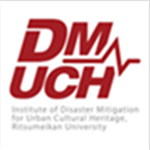 DM
UCH
Institute of Disaster Mitigation
for Urban Cultural Heritage,
Ritsumeikan University